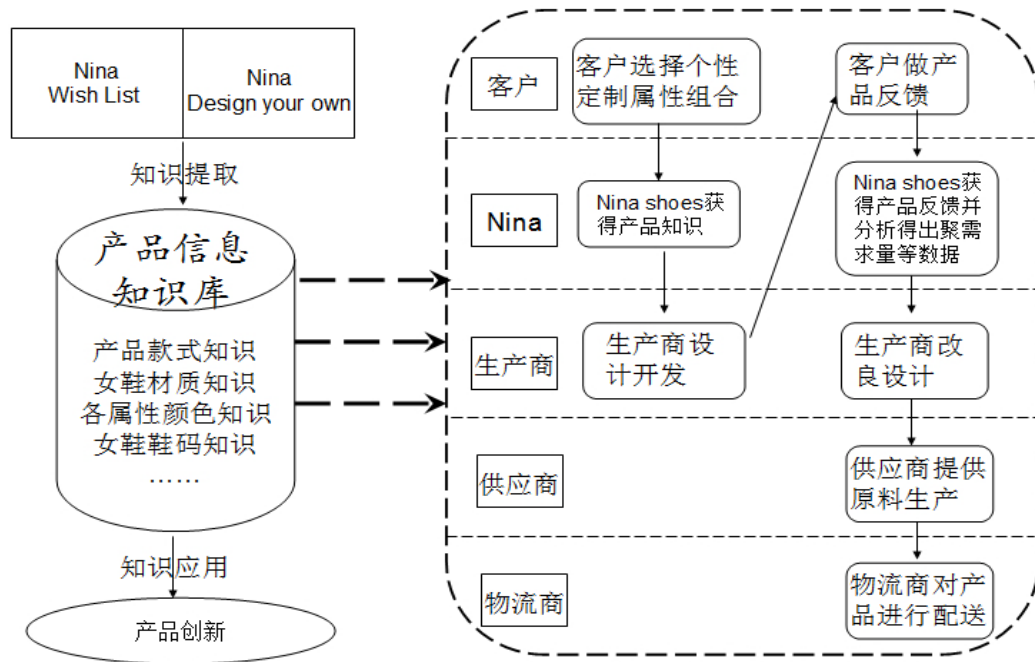 Nina
Wish List
Nina
Design your own
知识提取
产品信息
知识库
产品款式知识
女鞋材质知识
各属性颜色知识
女鞋鞋码知识
……
知识应用
产品创新
客户
客户选择个性
定制属性组合
客户做产
品反馈
Nina
Nina shoes获
得产品知识
Nina shoes获
得产品反馈并
分析得出聚需
求量等数据
生产商
生产商设
计开发
生产商改
良设计
供应商
供应商提供
原料生产
物流商
物流商对产
品进行配送